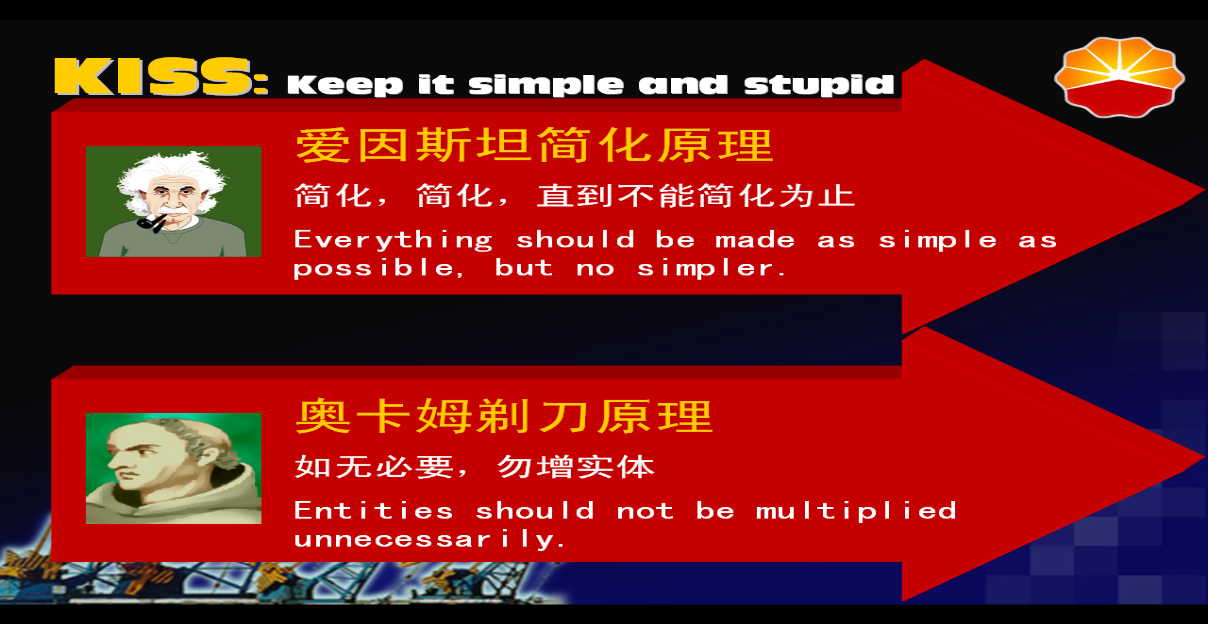 KISS: Keep it simple and stupid
爱因斯坦简化原理
简化，简化，直到不能简化为止
Everything should be made as simple as
possible, but no simpler.
奥卡姆剃刀原理
如无必要，勿增实体
Entities should not be multiplied
unnecessarily.